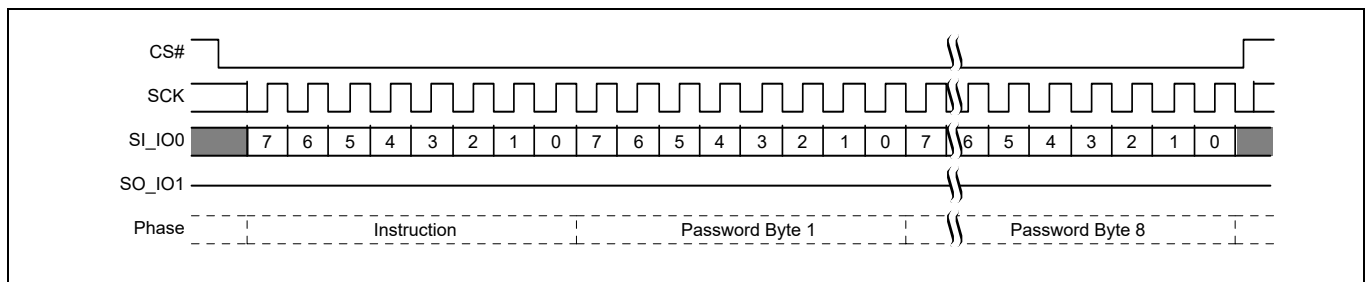 CS#
SCK
SI_IO0 7 6 5 4 3 2 1 0 7 6 5 4 3 2 1 0 7 6 5 4 3 2 1 0
SO_IO1
Phase Instruction Password Byte 1 Password Byte 8